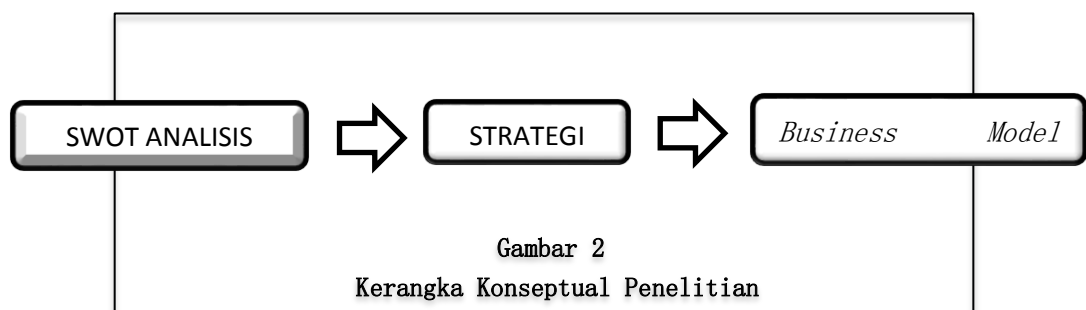 SWOT ANALISIS
STRATEGI
Business Model
Gambar 2
Kerangka Konseptual Penelitian